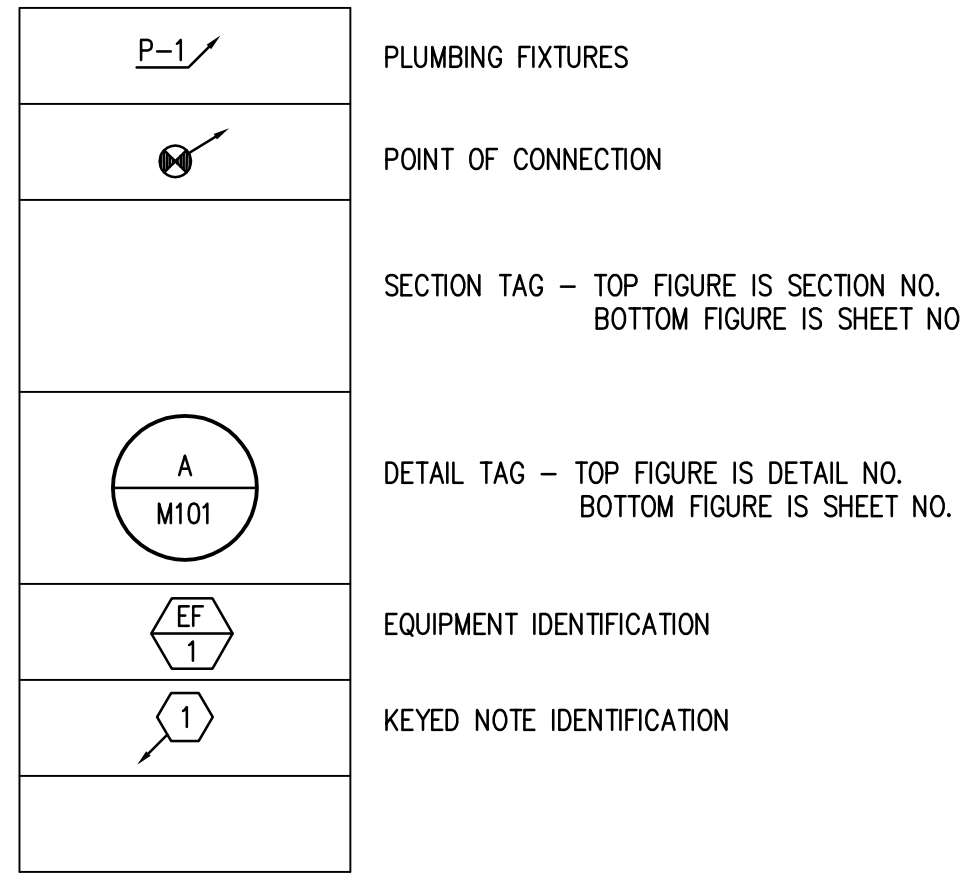 P-1
PLUMBING FIXTURES
POINT OF CONNECTION
SECTION TAG – TOP FIGURE IS SECTION NO.
BOTTOM FIGURE IS SHEET NO
A
M101
DETAIL TAG – TOP FIGURE IS DETAIL NO.
BOTTOM FIGURE IS SHEET NO.
EF
1
EQUIPMENT IDENTIFICATION
1
KEYED NOTE IDENTIFICATION